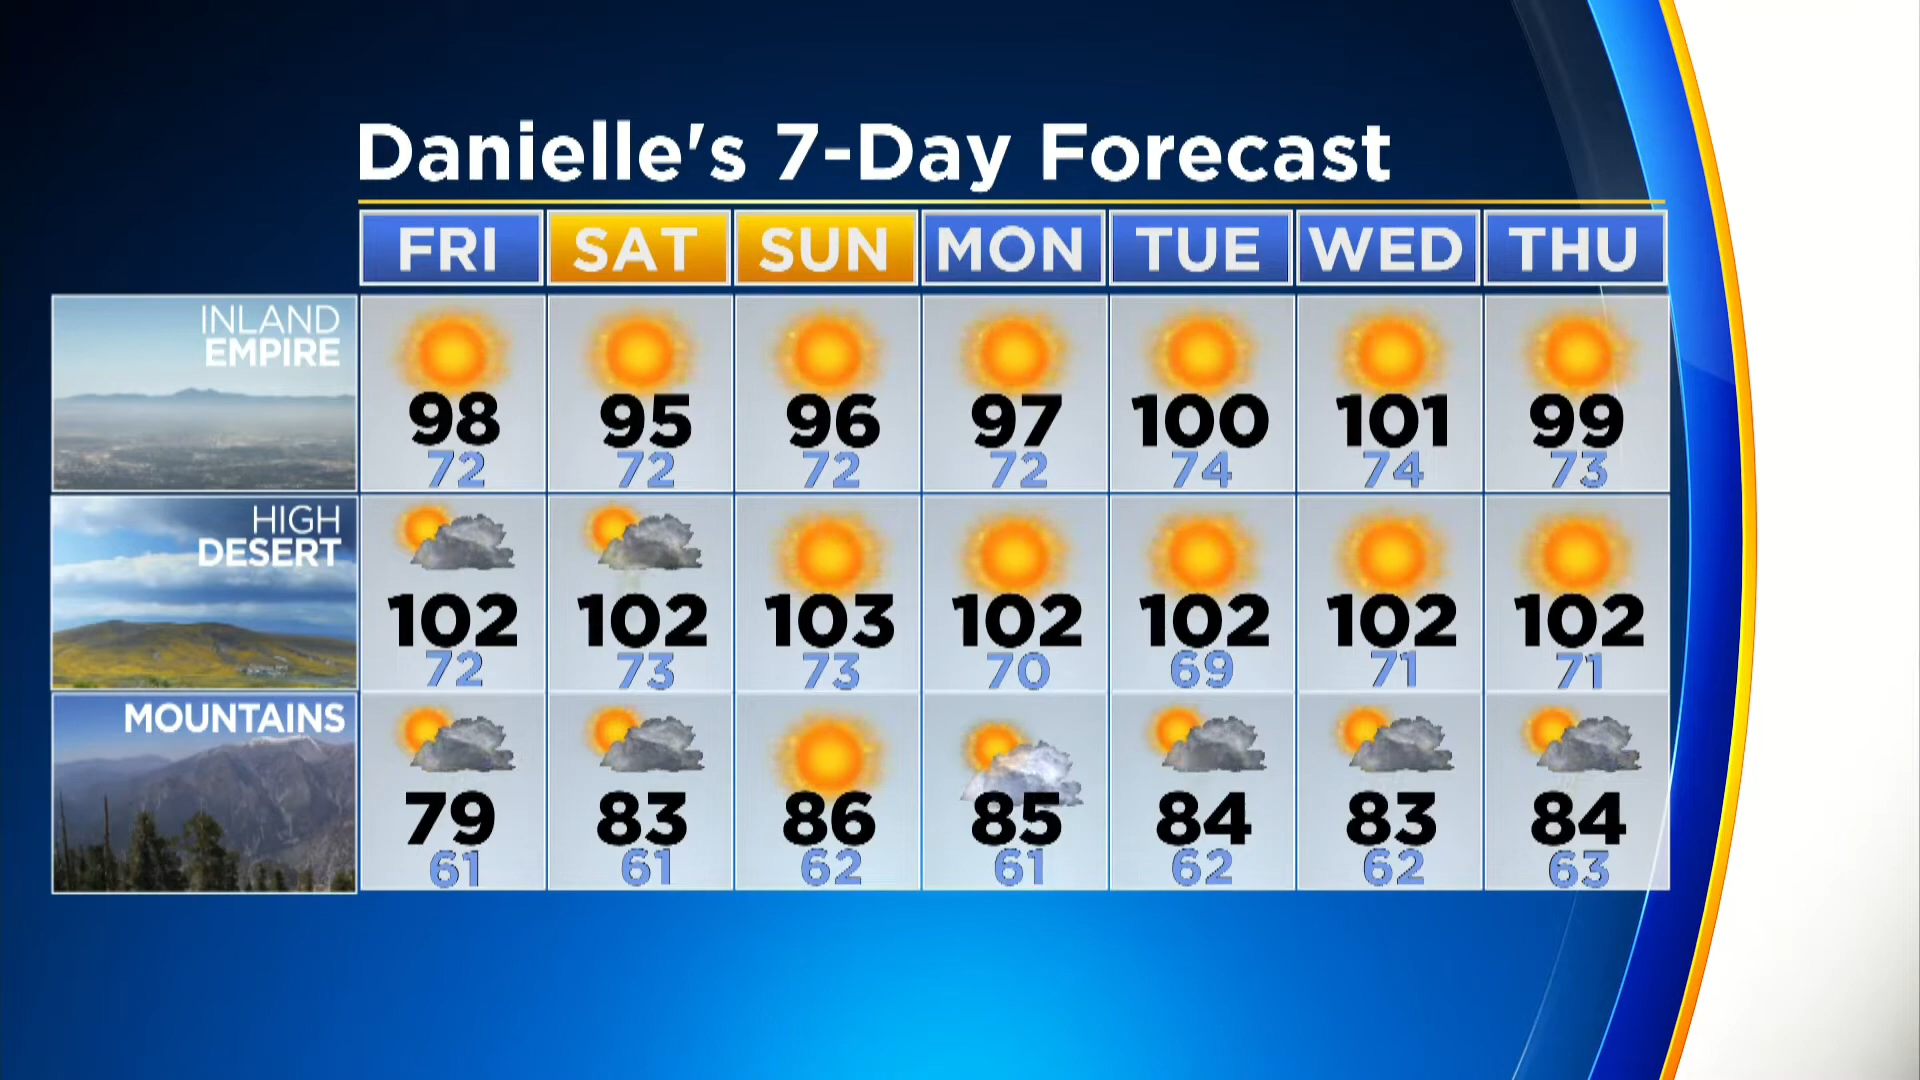 Danielle's 7-Day Forecast
FRI SAT SUN MON TUE WED THU
INLAND
EMPIRE
98 95 96 97 100 101 99
72 72 72 72 74 74 73
HIGH
DESERT
102 102 103 102 102 102 102
72 73 73 70 69 71 71
MOUNTAINS
79 83 86 85 84 83 84
61 61 62 61 62 62 63